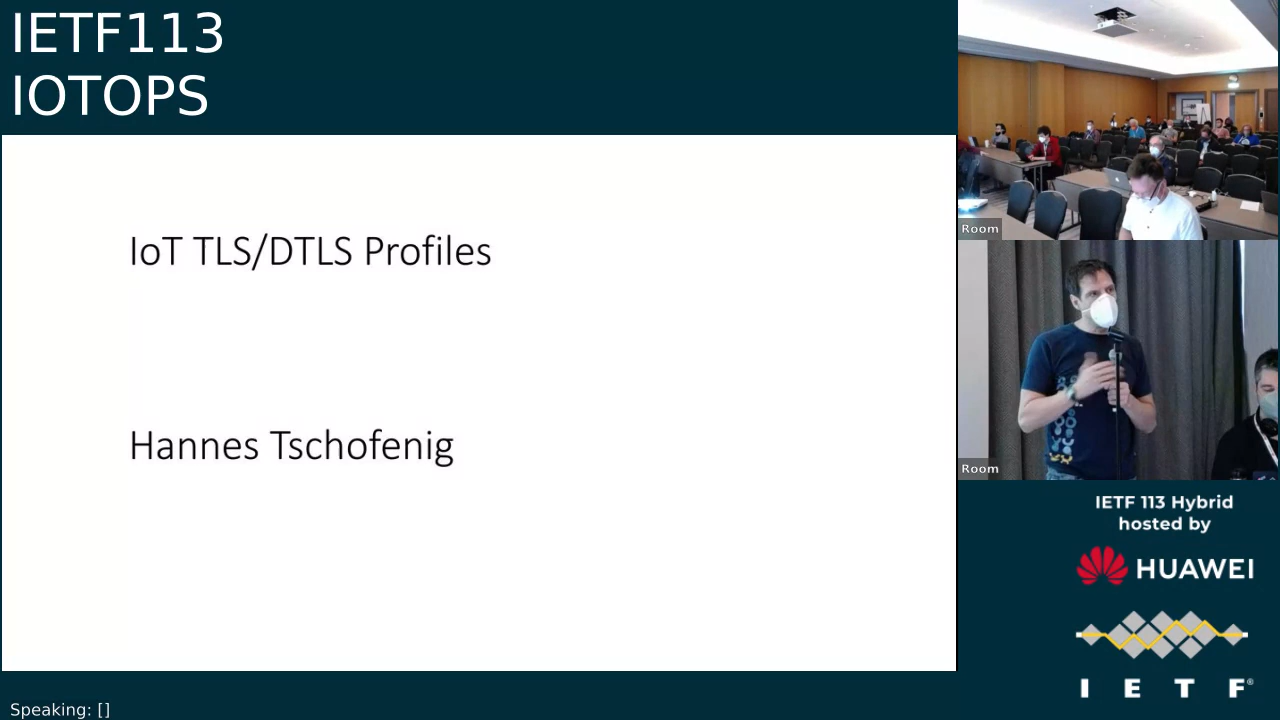 IETF113
IOTOPS
IoT TLS/DTLS Profiles
Hannes Tschofenig
Room
Room
IETF 113 Hybrid
hosted by
HUAWEI
I E T F®
Speaking: []